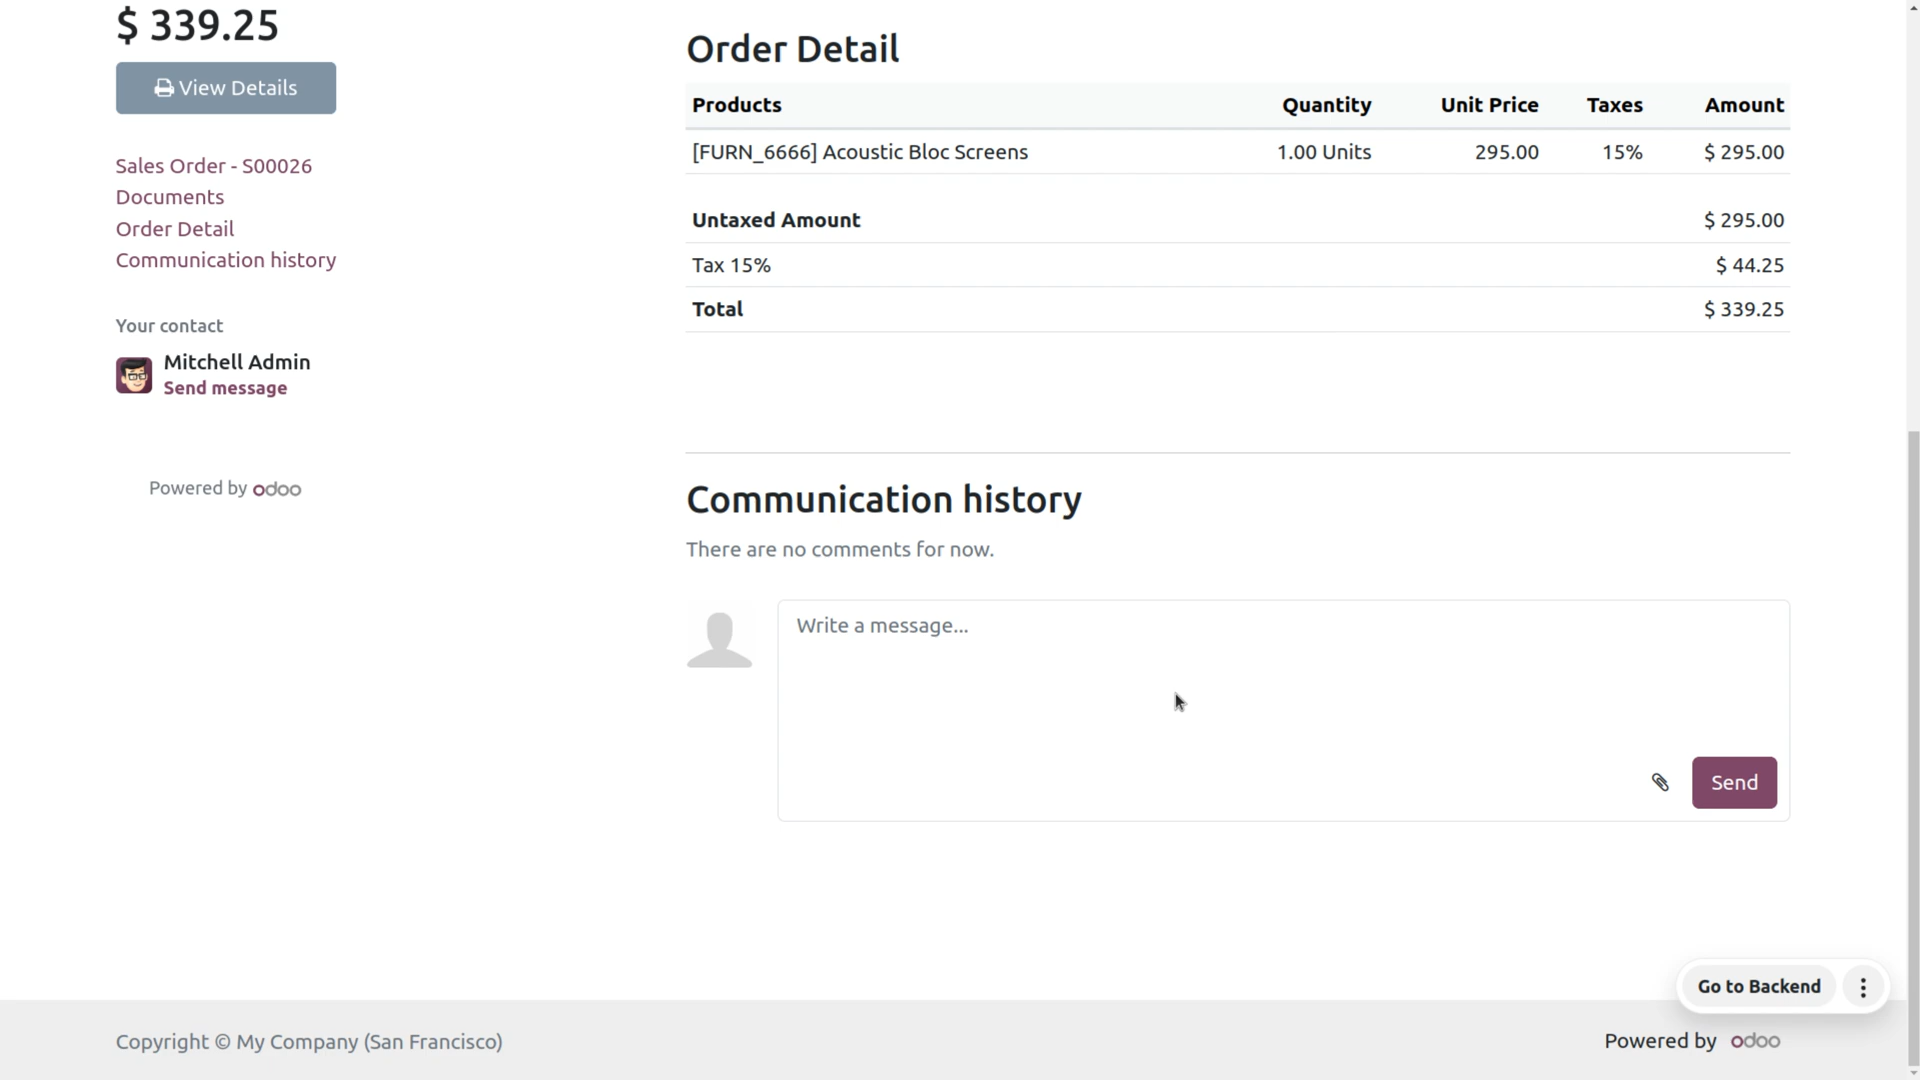 $ 339.25
View Details
Sales Order - S00026
Documents
Order Detail
Communication history
Your contact
Mitchell Admin
Send message
Powered by odoo
Order Detail
Products Quantity Unit Price Taxes Amount
[FURN_6666] Acoustic Bloc Screens 1.00 Units 295.00 15% $ 295.00
Untaxed Amount $ 295.00
Tax 15% $ 44.25
Total $ 339.25
Communication history
There are no comments for now.
Write a message...
Send
Go to Backend
Copyright © My Company (San Francisco)
Powered by odoo